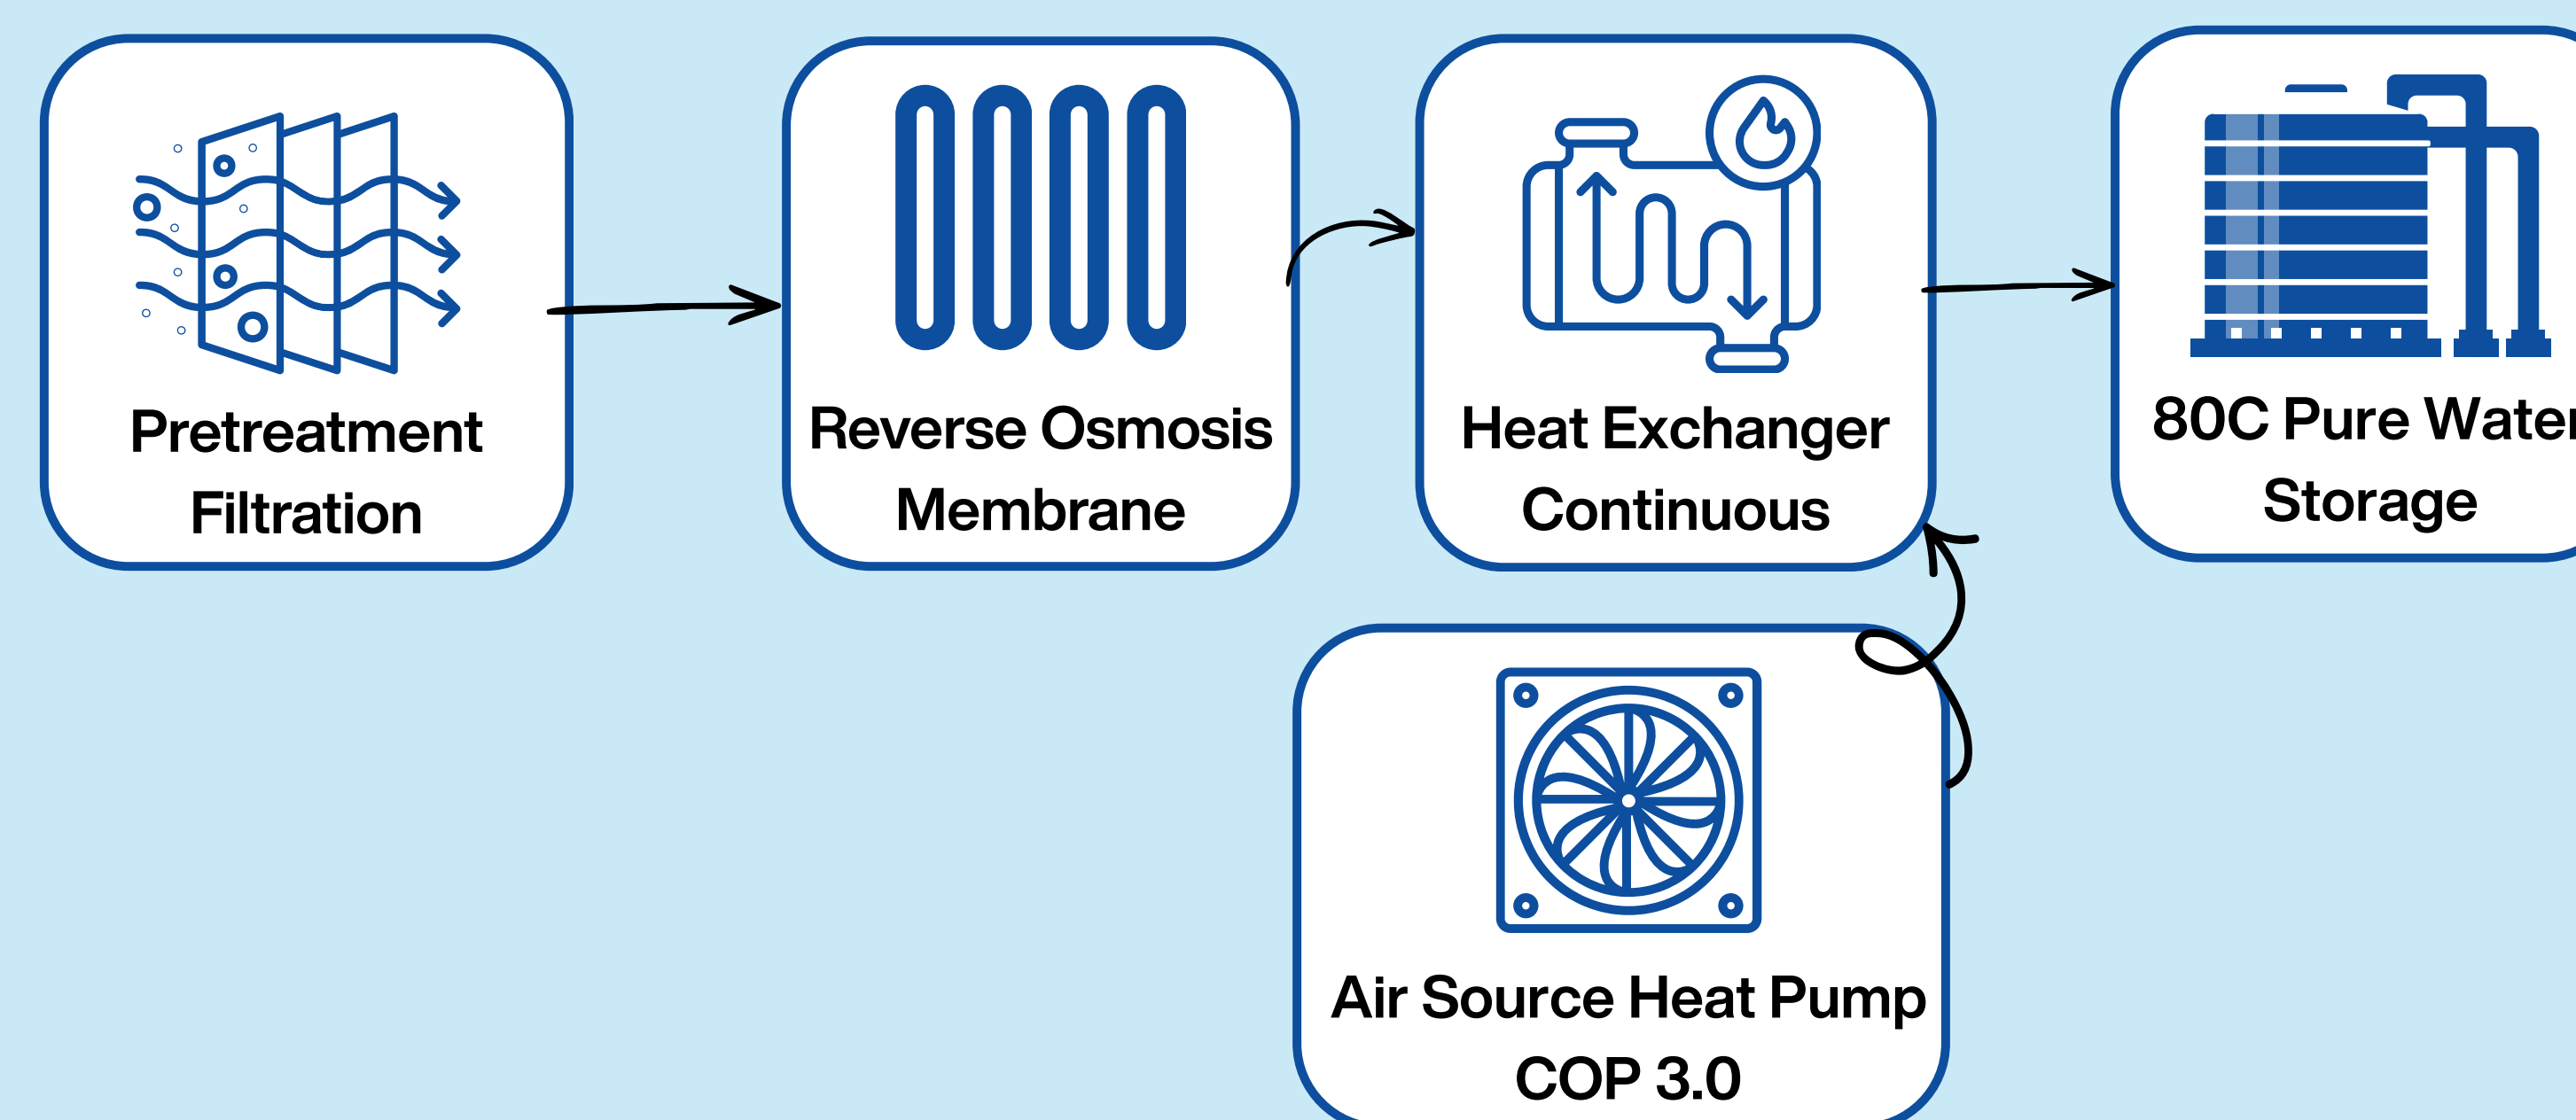 Pretreatment
Filtration
Reverse Osmosis
Membrane
Heat Exchanger
Continuous
80C Pure Water
Storage
Air Source Heat Pump
COP 3.0